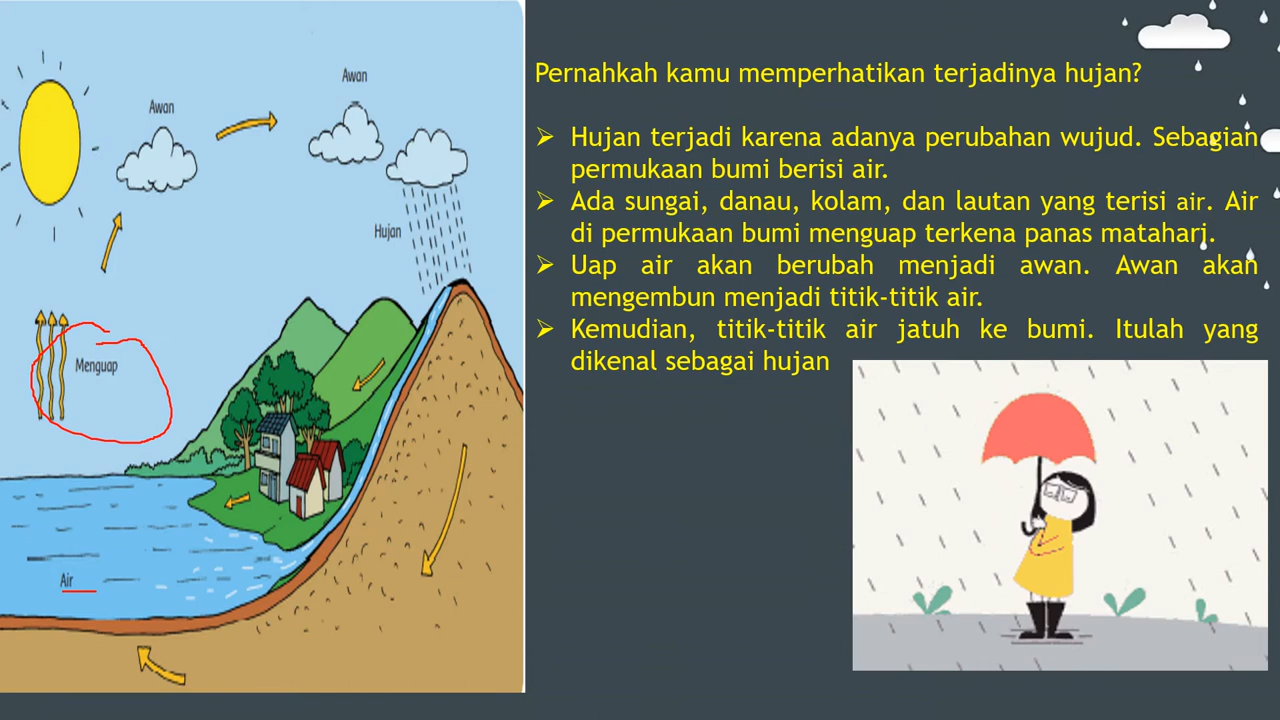 Awan
Awan
Hujan
Menguap
Air
Pernahkah kamu memperhatikan terjadinya hujan?
Hujan terjadi karena adanya perubahan wujud. Sebagian
permukaan bumi berisi air.
Ada sungai, danau, kolam, dan lautan yang terisi air. Air
di permukaan bumi menguap terkena panas matahari.
Uap air akan berubah menjadi awan. Awan akan
mengembun menjadi titik-titik air.
Kemudian, titik-titik air jatuh ke bumi. Itulah yang
dikenal sebagai hujan